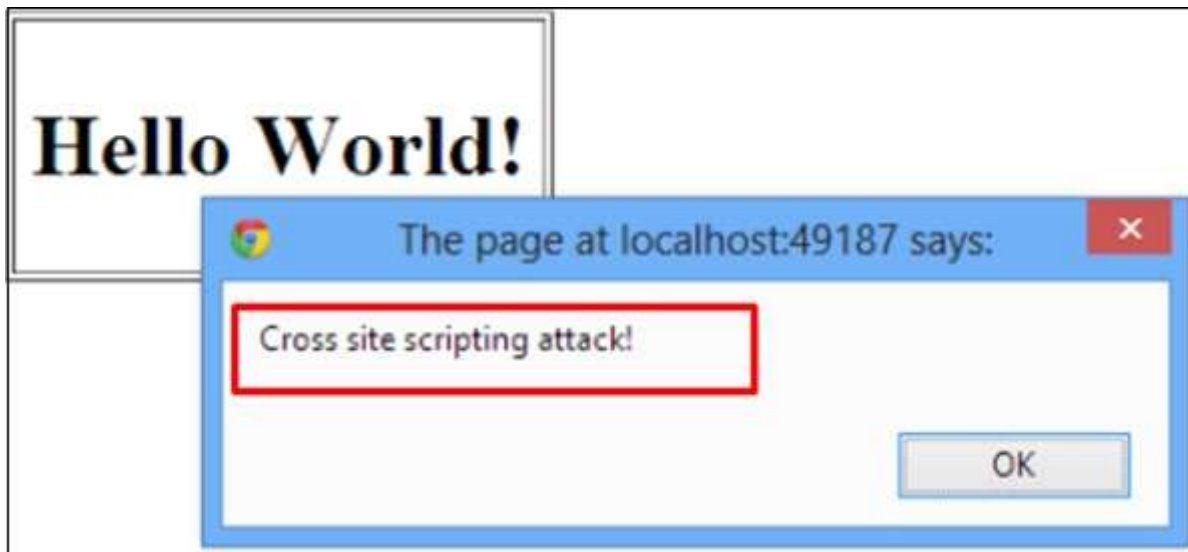 Hello World!
The page at localhost:49187 says:
Cross site scripting attack!
OK